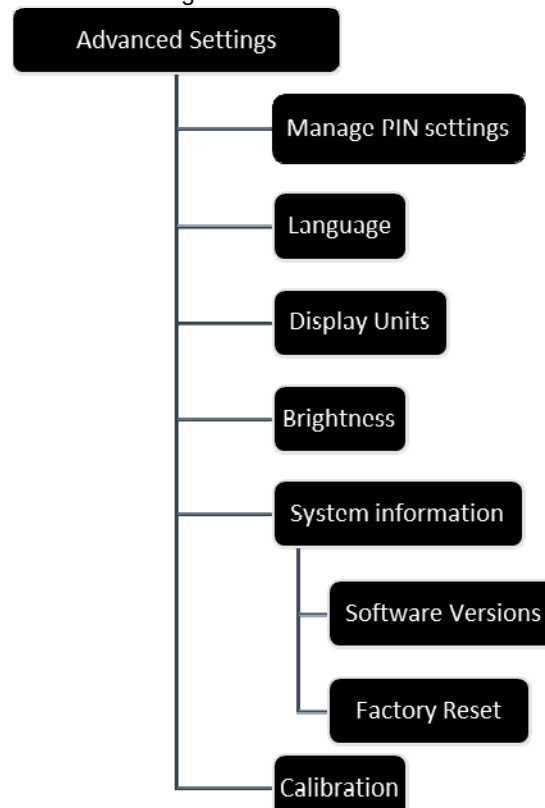 Advanced Settings
Manage PIN settings
Language
Display Units
Brightness
System information
Software Versions
Factory Reset
Calibration